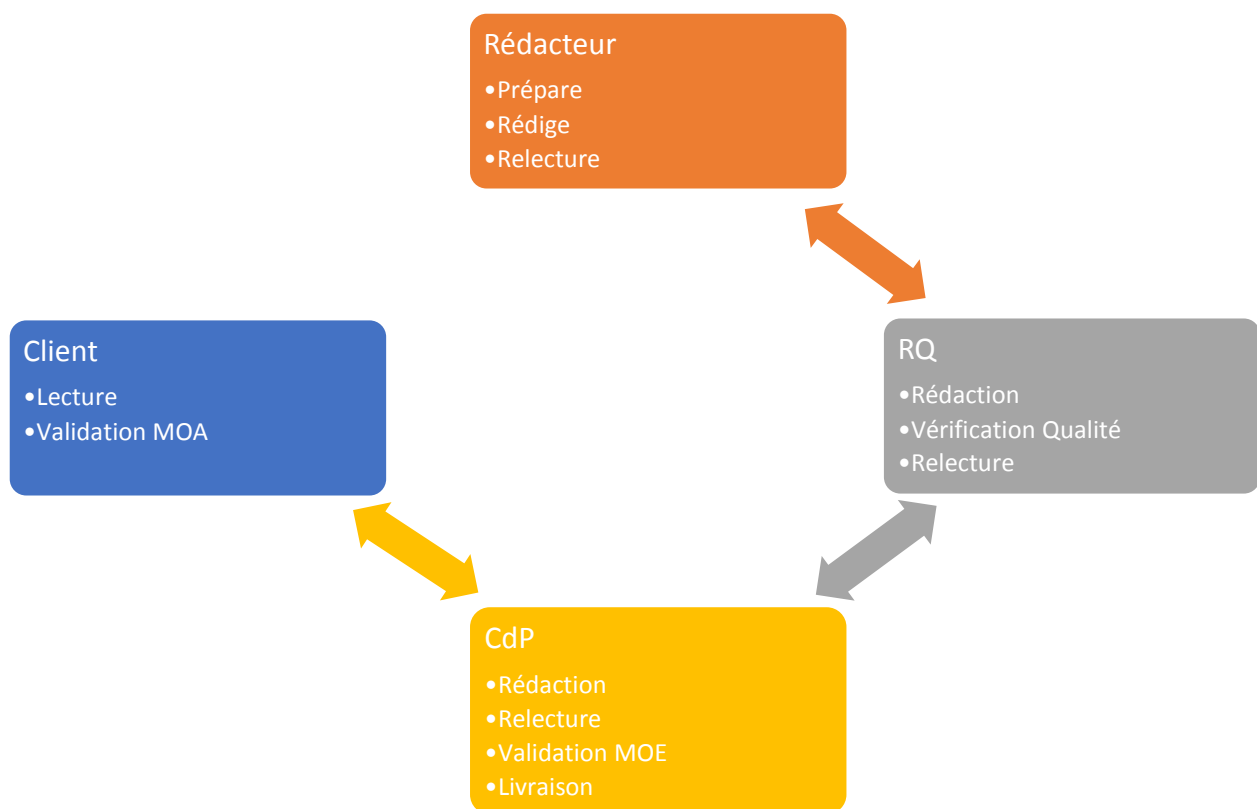 Rédacteur
•Prépare
•Rédige
•Relecture
Client
•Lecture
•Validation MOA
RQ
•Rédaction
•Vérification Qualité
•Relecture
CdP
•Rédaction
•Relecture
•Validation MOE
•Livraison